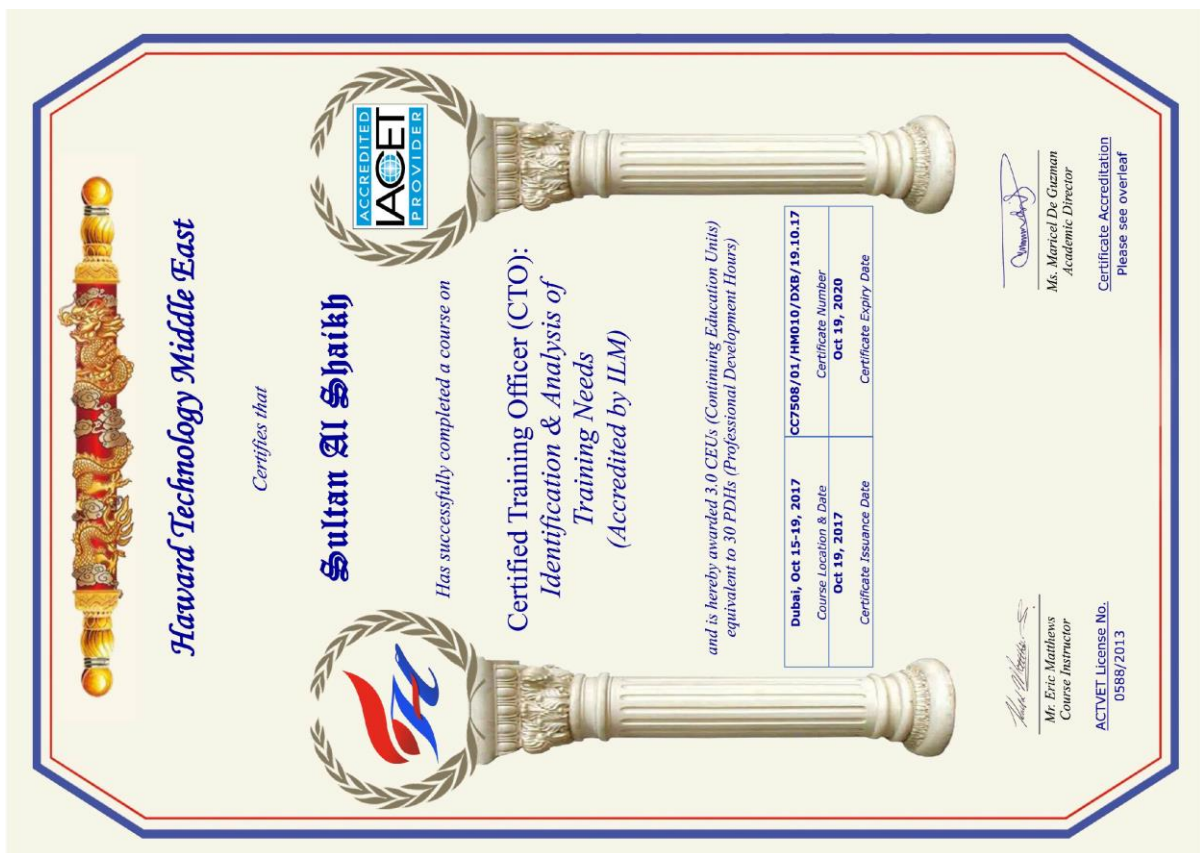 Haward Technology Middle East
Certifies that
Sultan Al Shaikh
ACCREDITED
IACET
PROVIDER
Has successfully completed a course on
Certified Training Officer (CTO):
Identification & Analysis of
Training Needs
(Accredited by ILM)
and is hereby awarded 3.0 CEUs (Continuing Education Units)
equivalent to 30 PDHs (Professional Development Hours)
Dubai, Oct 15-19, 2017
Course Location & Date
CC7508/01/HM010/DXB/19.10.17
Certificate Number
Oct 19, 2017
Certificate Issuance Date
Oct 19, 2020
Certificate Expiry Date
Mr. Eric Matthews
Course Instructor
Ms. Maricel De Guzman
Academic Director
ACTVET License No.
0588/2013
Certificate Accreditation
Please see overleaf